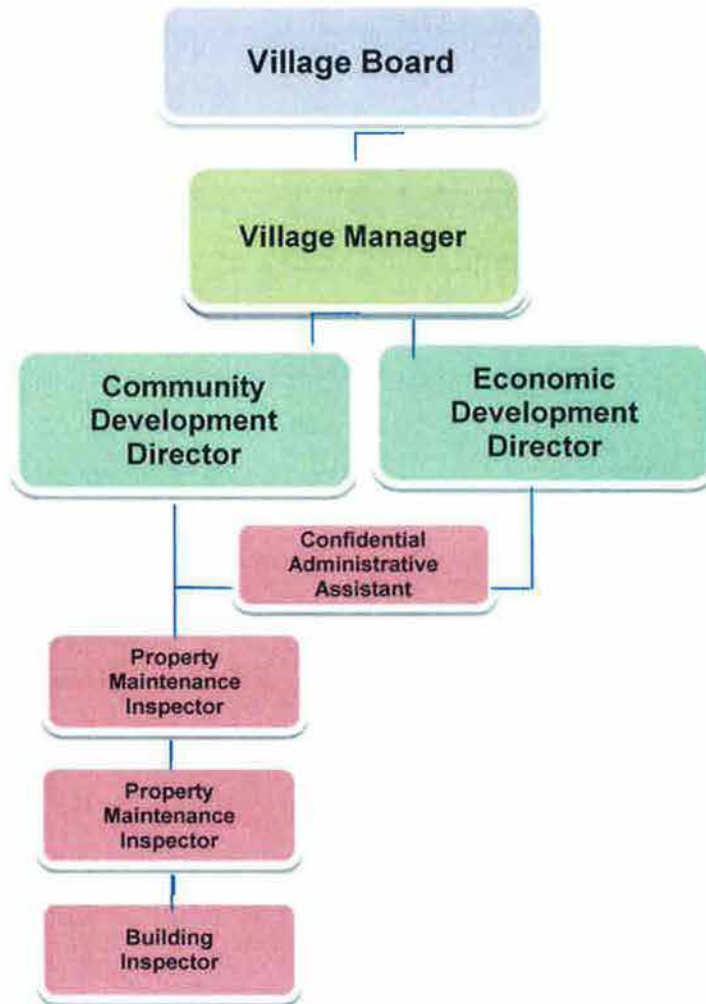 Village Board
Village Manager
Community
Development
Director
Economic
Development
Director
Confidential
Administrative
Assistant
Property
Maintenance
Inspector
Property
Maintenance
Inspector
Building
Inspector